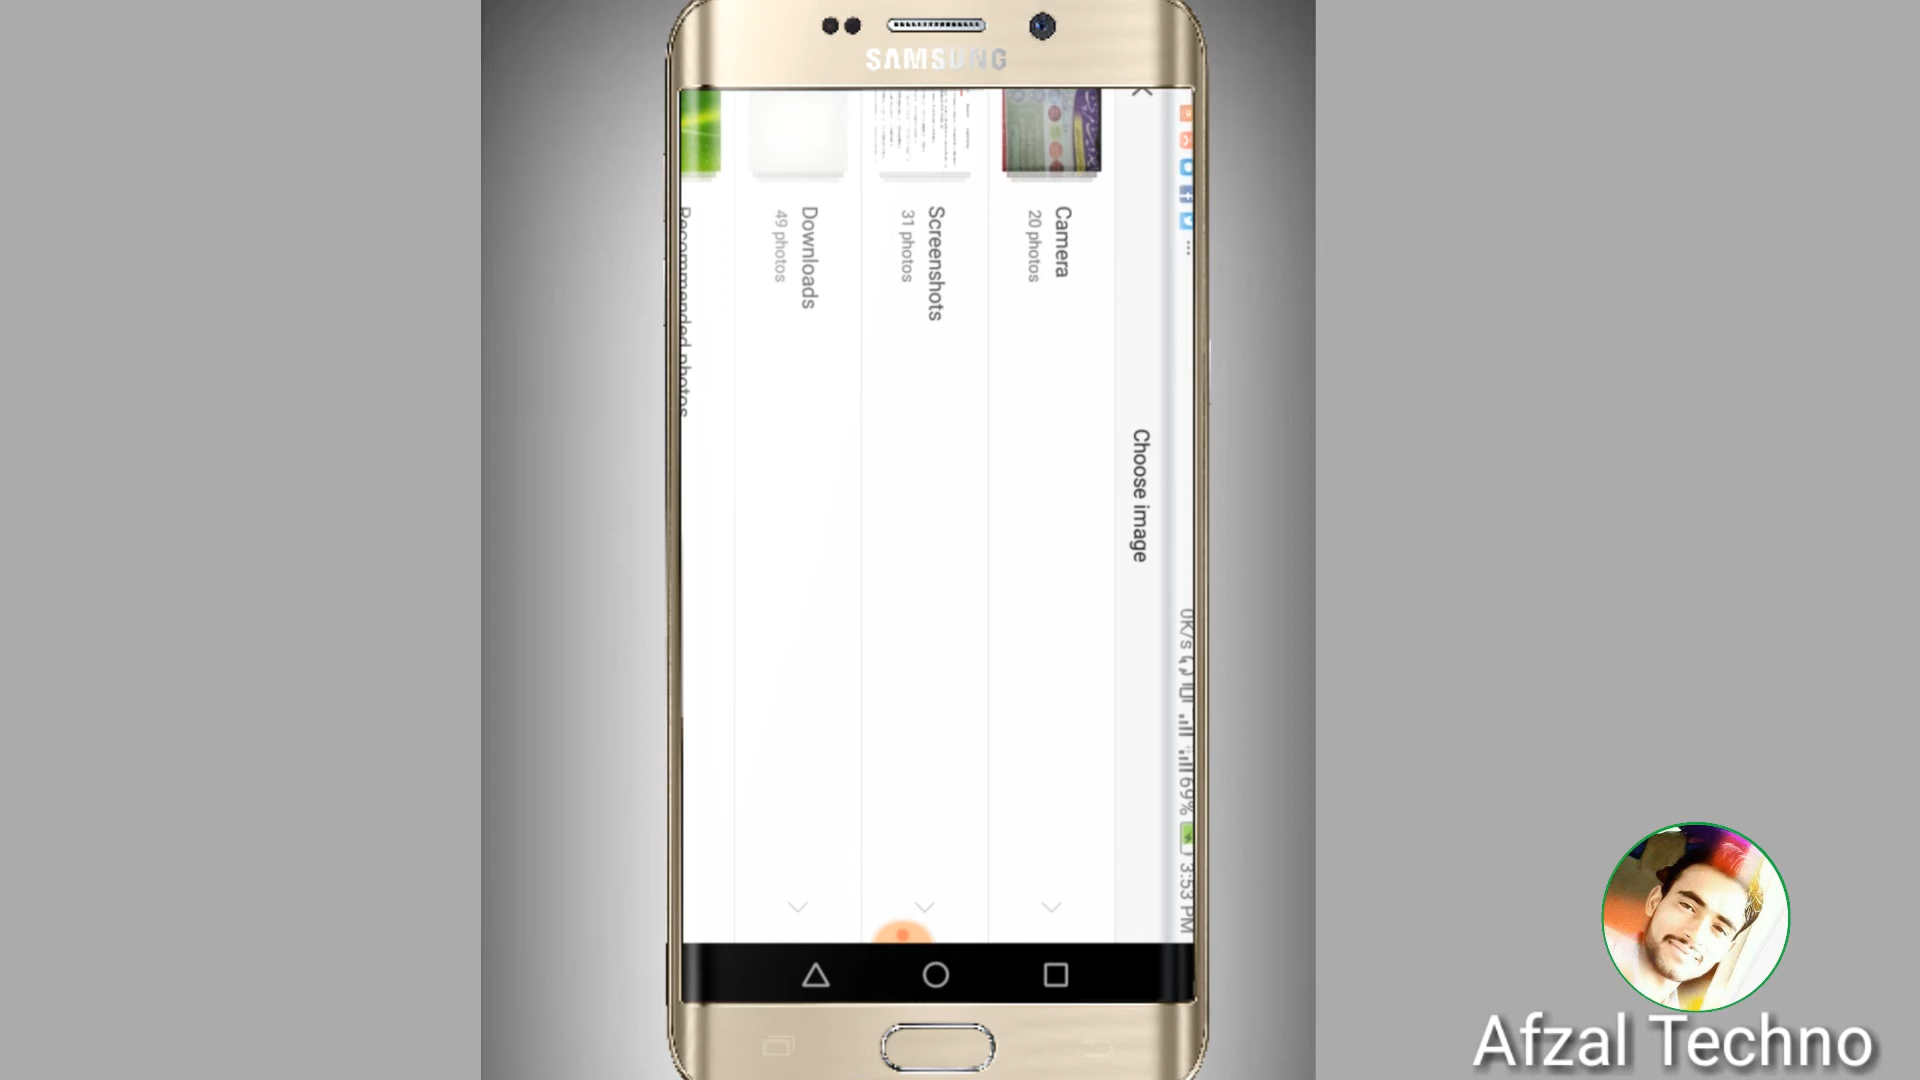 SAMSUNG
0K/s 69% 3:53 PM
Choose image
Camera
20 photos
Screenshots
31 photos
Downloads
49 photos
Recommended photos
Afzal Techno